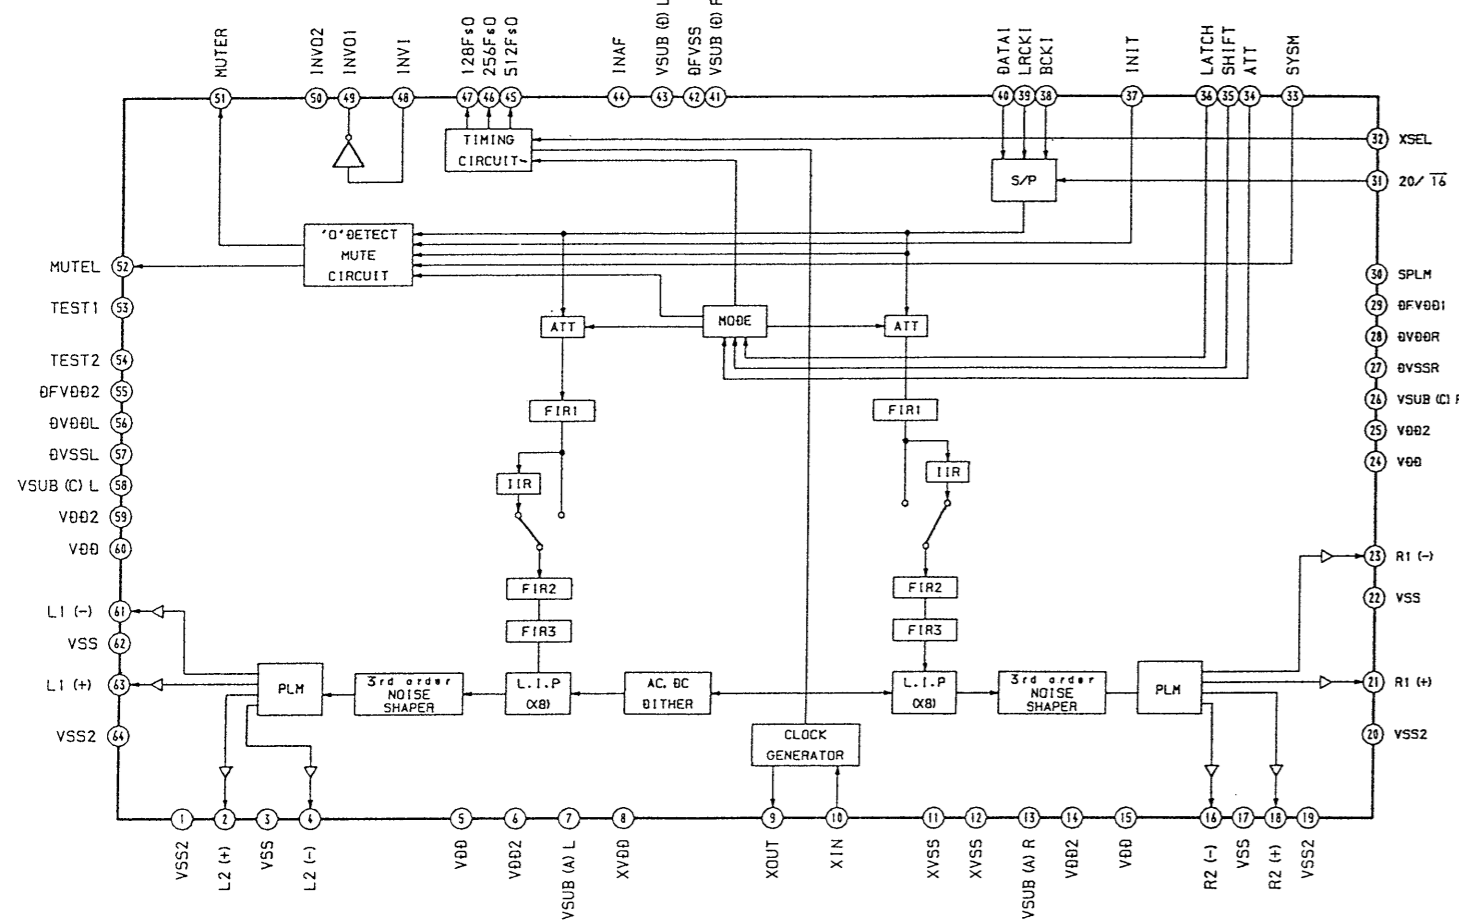 MUTER
INVO2
INVO1
INVI
128FsO
256FsO
512FsO
INAF
VSUB (D) L
DFVSS
VSUB (D) R
DATAI
LRCKI
BCKI
INIT
LATCH
SHIFT
ATT
SYSM
51 50 49 48 47 46 45 44 43 42 41 40 39 38 37 36 35 34 33
TIMING
CIRCUIT
32 XSEL
S/P
31 20/ 16
'0' DETECT
MUTE
CIRCUIT
MUTEL 52
30 SPLM
TEST1 53
29 DFVDD1
ATT
MODE
ATT
28 DVDDR
TEST2 54
27 DVSSR
DFVDD2 55
26 VSUB (C) R
FIR1
FIR1
DVDDL 56
25 VDD2
DVSSL 57
24 VDD
IIR
IIR
VSUB (C) L 58
VDD2 59
VDD 60
23 R1 (-)
FIR2
FIR2
22 VSS
L1 (-) 61
FIR3
FIR3
VSS 62
L1 (+) 63
PLM
3rd order
NOISE
SHAPER
L.I.P
(X8)
AC, DC
DITHER
L.I.P
(X8)
3rd order
NOISE
SHAPER
PLM
21 R1 (+)
VSS2 64
CLOCK
GENERATOR
20 VSS2
1 2 3 4 5 6 7 8 9 10 11 12 13 14 15 16 17 18 19
VSS2
L2 (+)
VSS
L2 (-)
VDD
VDD2
VSUB (A) L
XVDD
XOUT
XIN
XVSS
XVSS
VSUB (A) R
VDD2
VDD
R2 (-)
VSS
R2 (+)
VSS2